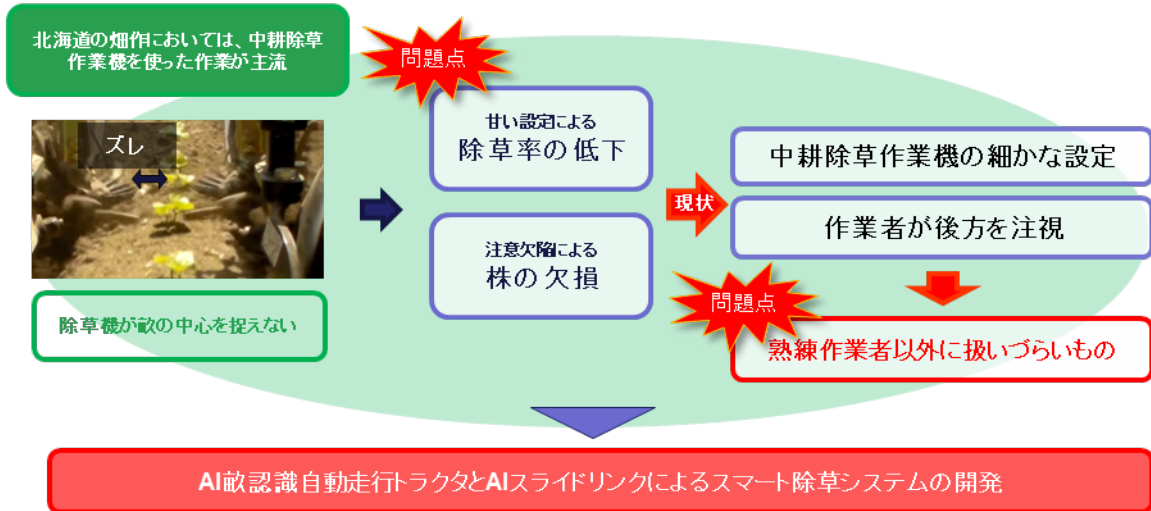 北海道の畑作においては、中耕除草
作業機を使った作業が主流
問題点
ズレ
除草機が畝の中心を捉えない
甘い設定による
除草率の低下
注意欠陥による
株の欠損
現状
中耕除草作業機の細かな設定
作業者が後方を注視
問題点
熟練作業者以外に扱いづらいもの
AI畝認識自動走行トラクタとAIスライドリンクによるスマート除草システムの開発